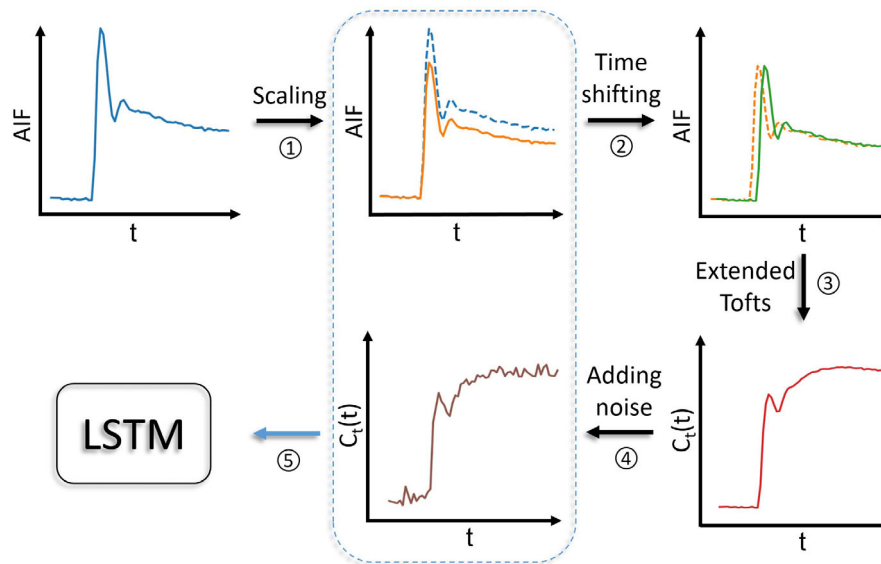 AIF
t
Scaling
①
AIF
t
Time
shifting
②
AIF
t
Extended
Tofts
③
Cₜ(t)
t
Adding
noise
④
Cₜ(t)
t
⑤
LSTM